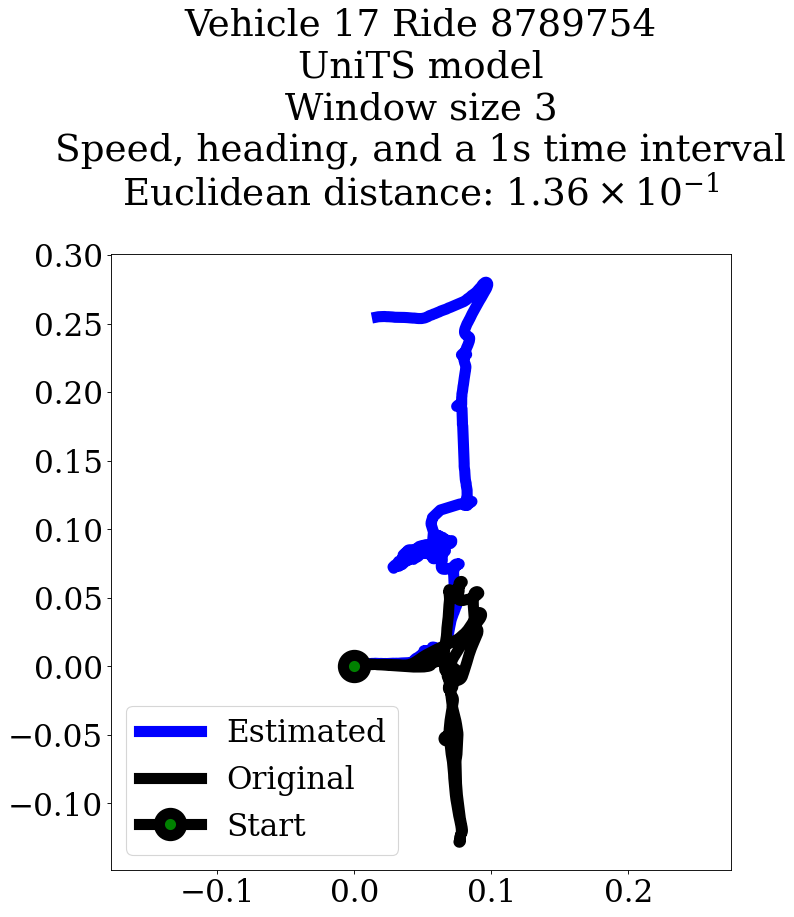 Vehicle 17 Ride 8789754
UniTS model
Window size 3
Speed, heading, and a 1s time interval
Euclidean distance: 1.36 × 10⁻¹
0.30
0.25
0.20
0.15
0.10
0.05
0.00
−0.05
−0.10
Estimated
Original
Start
−0.1
0.0
0.1
0.2